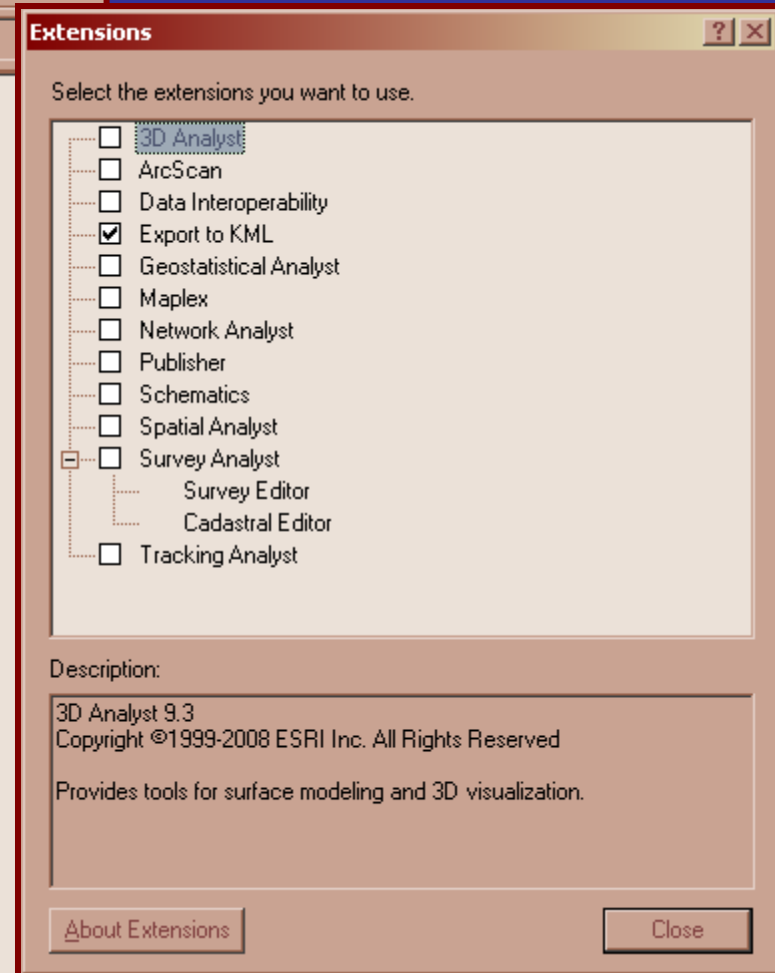 Extensions
Select the extensions you want to use.
3D Analyst
ArcScan
Data Interoperability
Export to KML
Geostatistical Analyst
Maplex
Network Analyst
Publisher
Schematics
Spatial Analyst
Survey Analyst
Survey Editor
Cadastral Editor
Tracking Analyst
Description:
3D Analyst 9.3
Copyright ©1999-2008 ESRI Inc. All Rights Reserved
Provides tools for surface modeling and 3D visualization.
About Extensions
Close